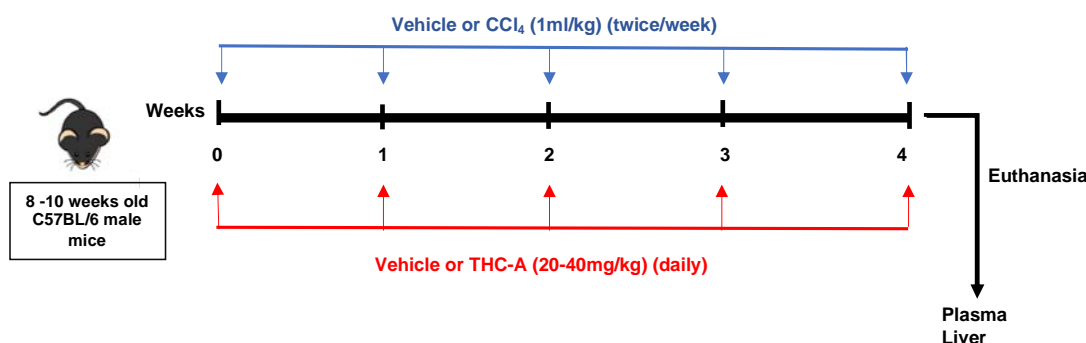 Vehicle or CCl₄ (1ml/kg) (twice/week)
Weeks
0 1 2 3 4
Euthanasia
8 -10 weeks old
C57BL/6 male
mice
Vehicle or THC-A (20-40mg/kg) (daily)
Plasma
Liver